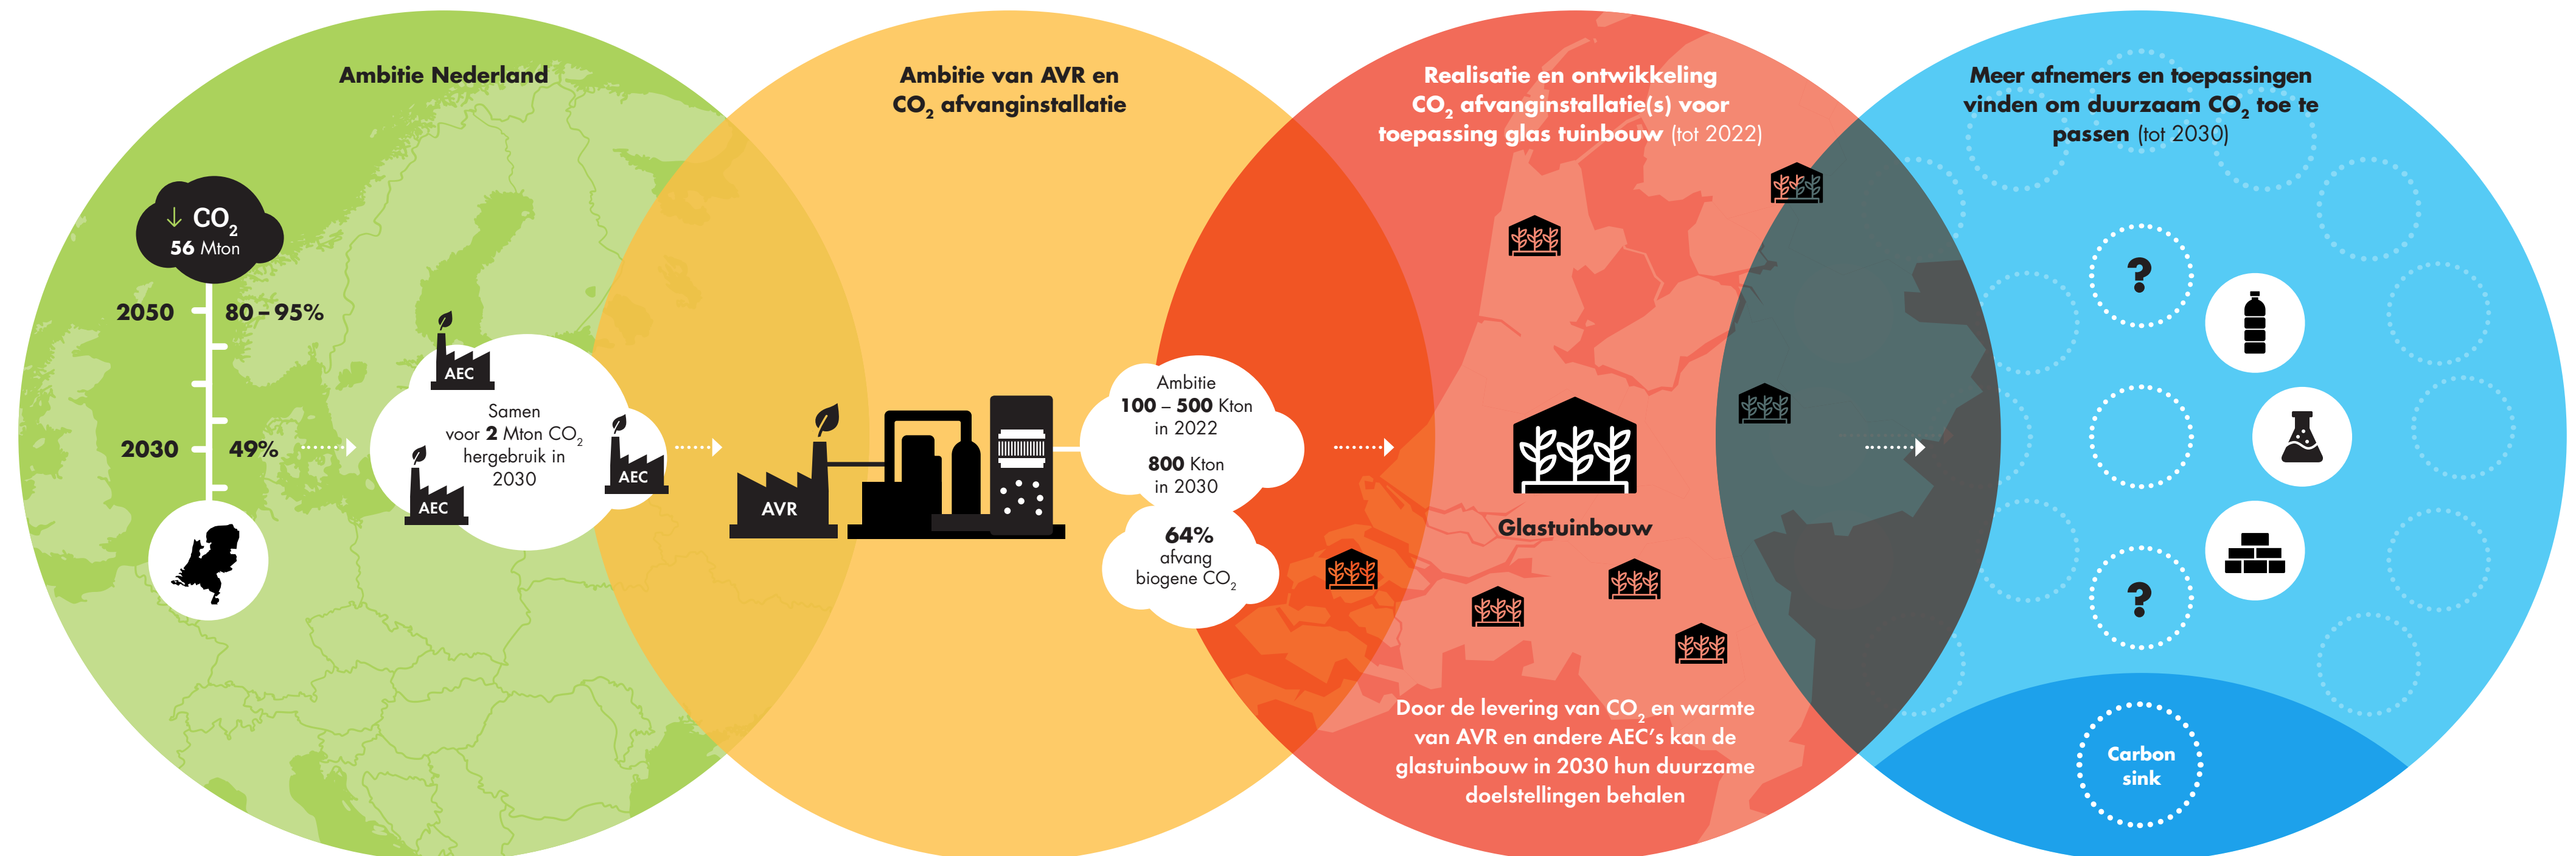 Ambitie Nederland
↓ CO₂
56 Mton
2050 80 – 95%
2030 49%
AEC
AEC
AEC
Samen
voor 2 Mton CO₂
hergebruik in
2030
Ambitie van AVR en
CO₂ afvanginstallatie
AVR
Ambitie
100 – 500 Kton
in 2022
800 Kton
in 2030
64%
afvang
biogene CO₂
Realisatie en ontwikkeling
CO₂ afvanginstallatie(s) voor
toepassing glas tuinbouw (tot 2022)
Glastuinbouw
Door de levering van CO₂ en warmte
van AVR en andere AEC’s kan de
glastuinbouw in 2030 hun duurzame
doelstellingen behalen
Meer afnemers en toepassingen
vinden om duurzaam CO₂ toe te
passen (tot 2030)
?
?
Carbon
sink